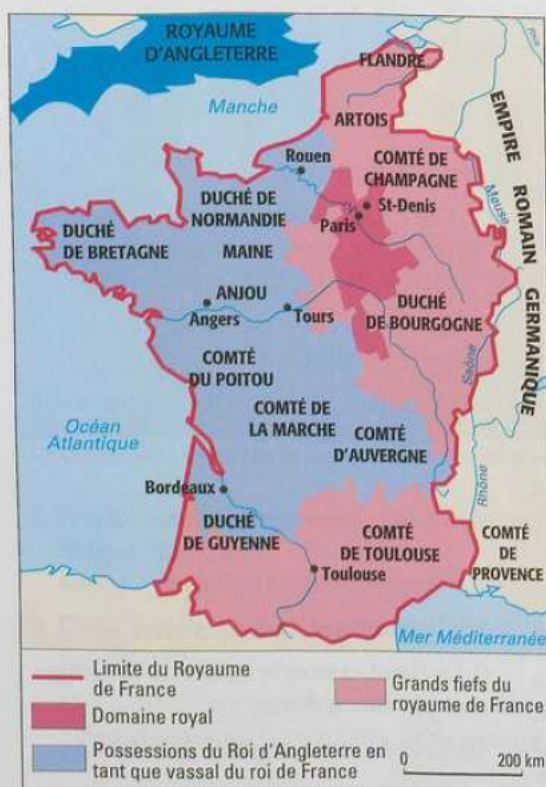 ROYAUME
D'ANGLETERRE
FLANDRE
Manche
ARTOIS
EMPIRE ROMAIN GERMANIQUE
Rouen
COMTÉ DE
CHAMPAGNE
DUCHÉ DE
NORMANDIE
St-Denis
Paris
Meuse
DUCHÉ
DE BRETAGNE
MAINE
ANJOU
Angers
Tours
DUCHÉ
DE BOURGOGNE
COMTÉ
DU POITOU
Saône
Océan
Atlantique
COMTÉ DE
LA MARCHE
COMTÉ
D'AUVERGNE
Bordeaux
Rhône
DUCHÉ
DE GUYENNE
COMTÉ
DE TOULOUSE
Toulouse
COMTÉ
DE
PROVENCE
Mer Méditerranée
Limite du Royaume
de France
Domaine royal
Possessions du Roi d'Angleterre en
tant que vassal du roi de France
Grands fiefs du
royaume de France
0 200 km